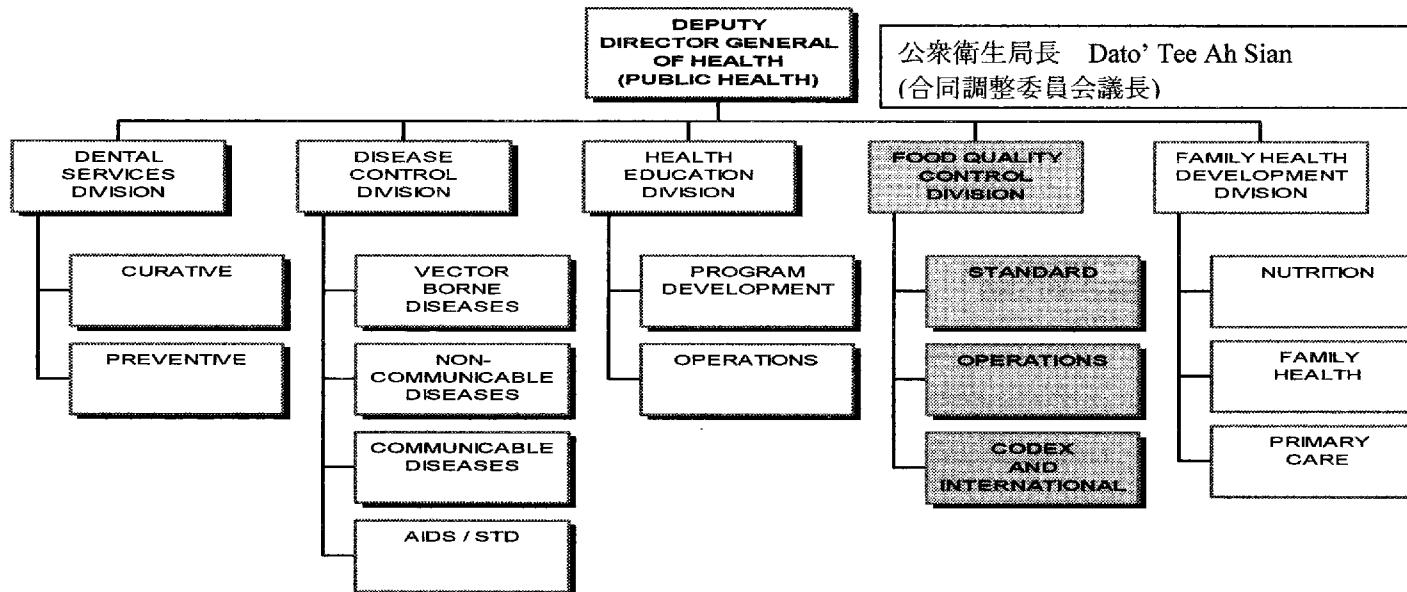 DEPUTY
DIRECTOR GENERAL
OF HEALTH
(PUBLIC HEALTH)
公衆衛生局長 Dato' Tee Ah Sian
(合同調整委員会議長)
DENTAL
SERVICES
DIVISION
DISEASE
CONTROL
DIVISION
HEALTH
EDUCATION
DIVISION
FOOD QUALITY
CONTROL
DIVISION
FAMILY HEALTH
DEVELOPMENT
DIVISION
CURATIVE
PREVENTIVE
VECTOR
BORNE
DISEASES
NON-
COMMUNICABLE
DISEASES
COMMUNICABLE
DISEASES
AIDS / STD
PROGRAM
DEVELOPMENT
OPERATIONS
STANDARD
OPERATIONS
CODEX
AND
INTERNATIONAL
NUTRITION
FAMILY
HEALTH
PRIMARY
CARE